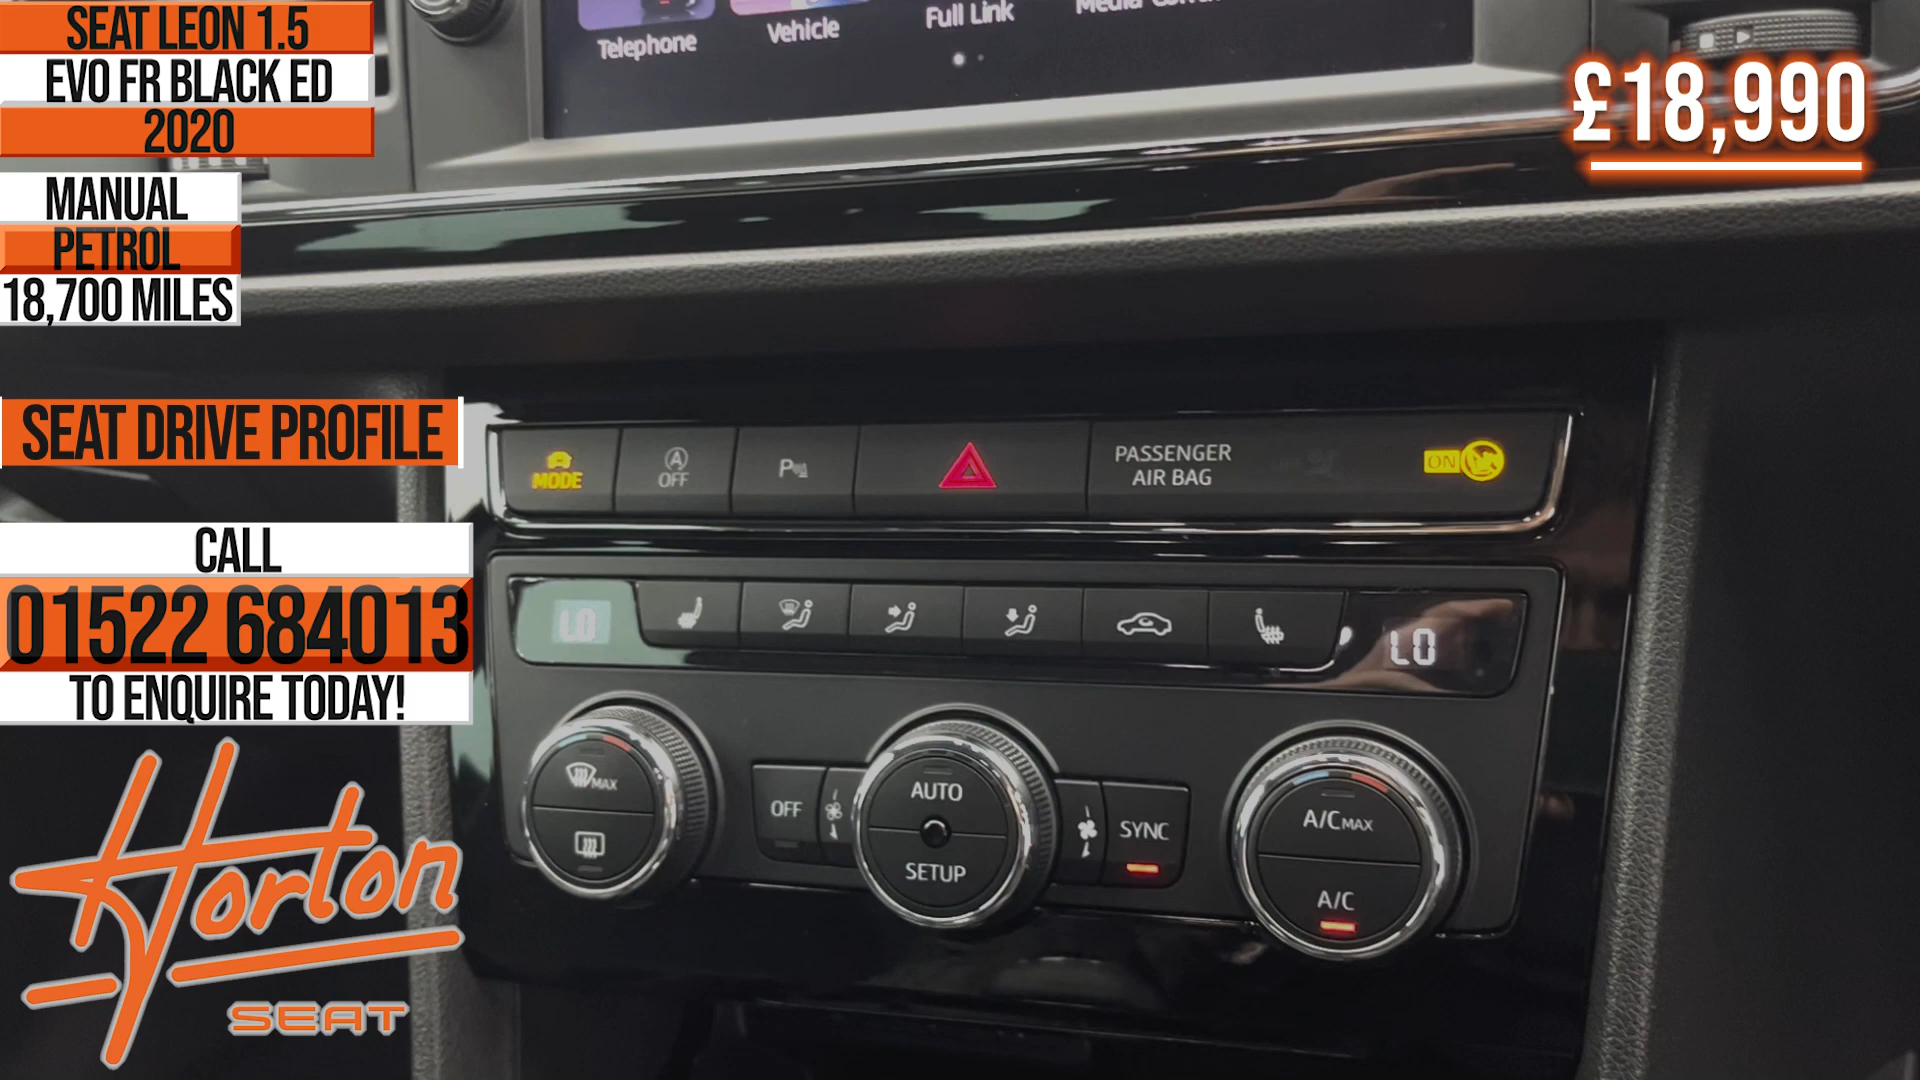 SEAT LEON 1.5
EVO FR BLACK ED
2020
MANUAL
PETROL
18,700 MILES
£18,990
Telephone
Vehicle
Full Link
SEAT DRIVE PROFILE
CALL
01522 684013
TO ENQUIRE TODAY!
Horton
SEAT
MODE
A
OFF
P
PASSENGER
AIR BAG
ON
LO
LO
MAX
OFF
AUTO
SETUP
SYNC
A/C MAX
A/C